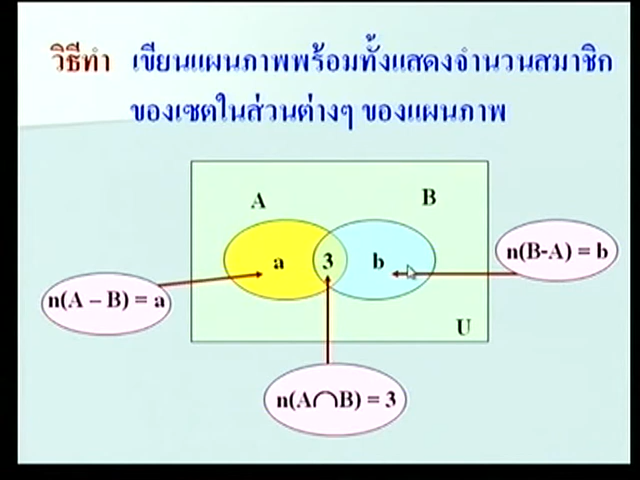 วิธีทำ เขียนแผนภาพพร้อมทั้งแสดงจำนวนสมาชิก
ของเซตในส่วนต่างๆ ของแผนภาพ
A
B
a
3
b
n(B-A) = b
n(A – B) = a
U
n(A∩B) = 3